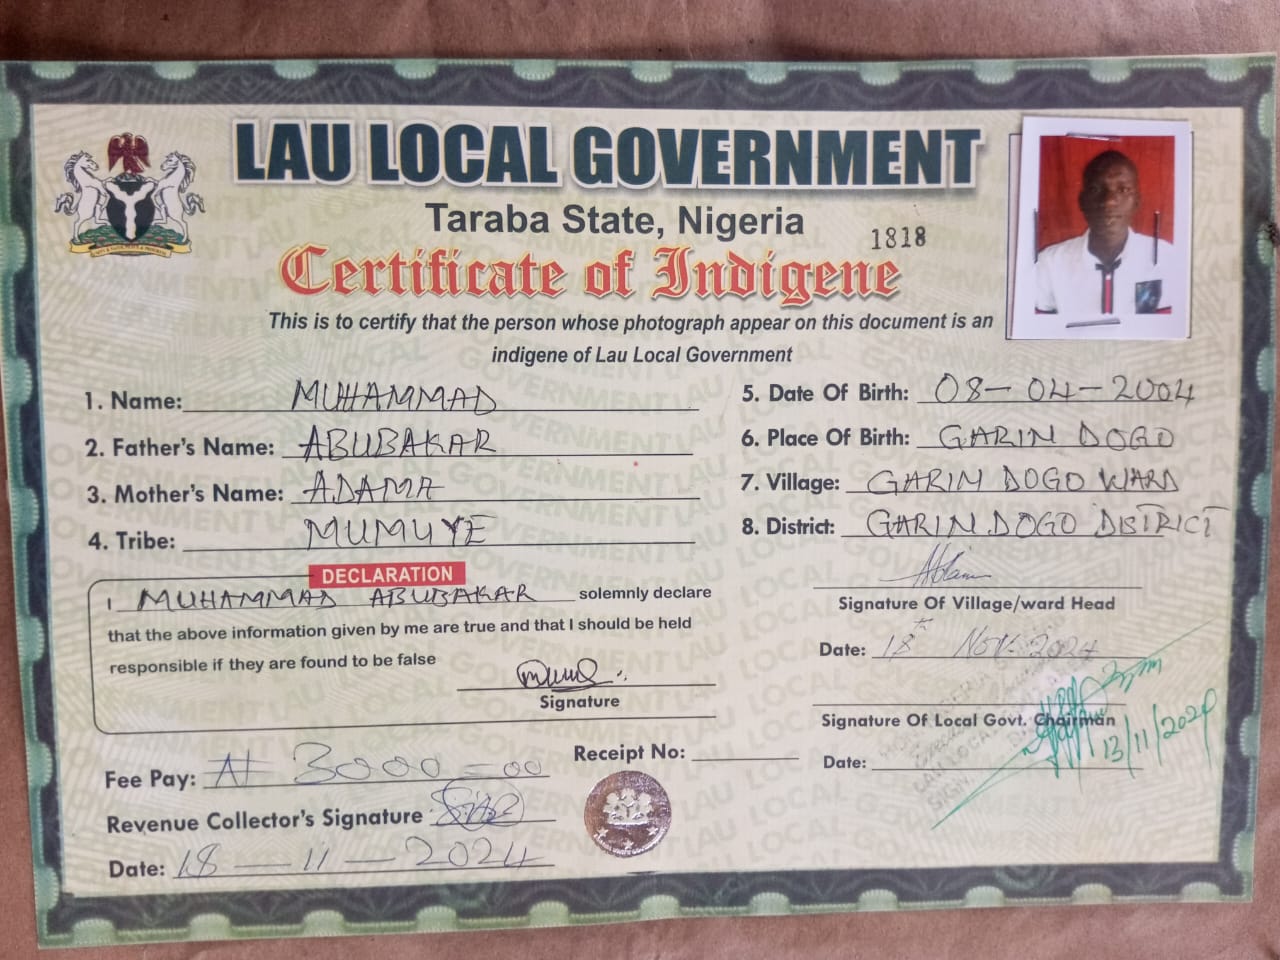 LAU LOCAL GOVERNMENT
Taraba State, Nigeria
1818
Certificate of Indigene
This is to certify that the person whose photograph appear on this document is an
indigene of Lau Local Government
1. Name: MUHAMMAD
2. Father's Name: ABUBAKAR
3. Mother's Name: ADAMA
4. Tribe: MUMUYE
5. Date Of Birth: 08-04-2004
6. Place Of Birth: GARIN DOGO
7. Village: GARIN DOGO WARD
8. District: GARIN DOGO DISTRICT
DECLARATION
I MUHAMMAD ABUBAKAR solemnly declare
that the above information given by me are true and that I should be held
responsible if they are found to be false
Signature
Signature Of Village/ward Head
Date: 18th Nov. 2024
Signature Of Local Govt. Chairman
13/11/2024
Date:
Fee Pay: ₦ 3000=00
Receipt No:
Revenue Collector's Signature
Date: 18-11-2024